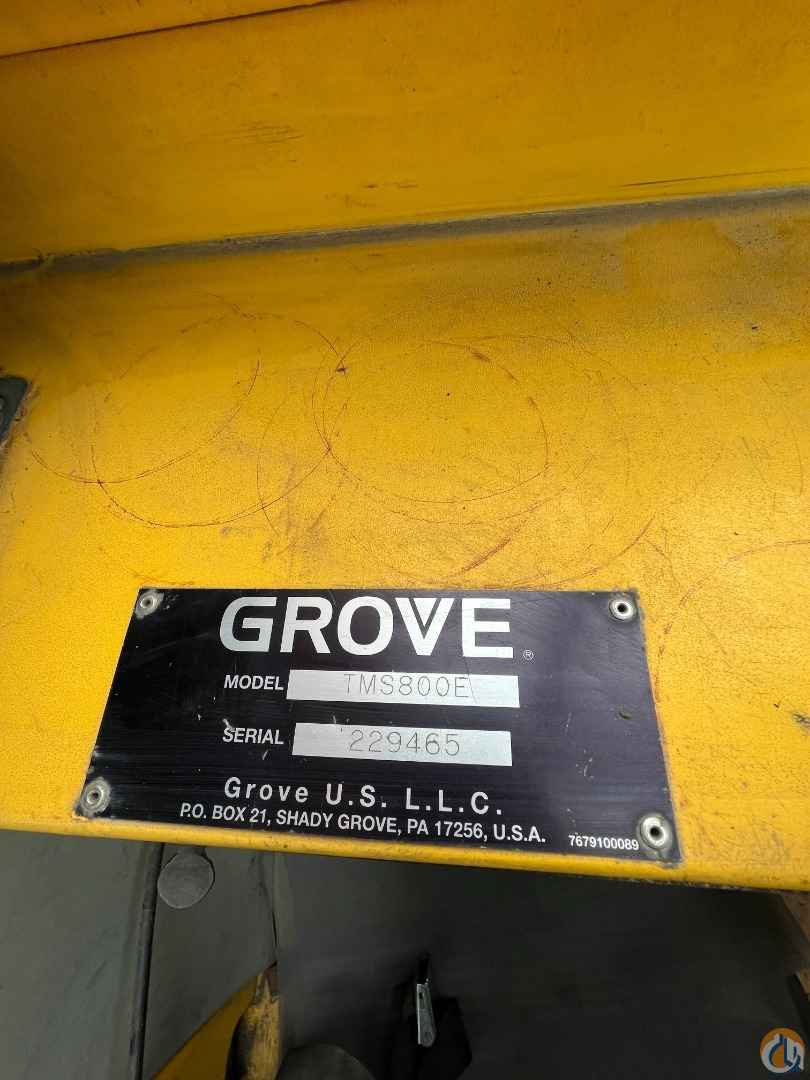 GROVE®
MODEL TMS800E
SERIAL 229465
Grove U.S. L.L.C.
P.O. BOX 21, SHADY GROVE, PA 17256, U.S.A.
7679100089